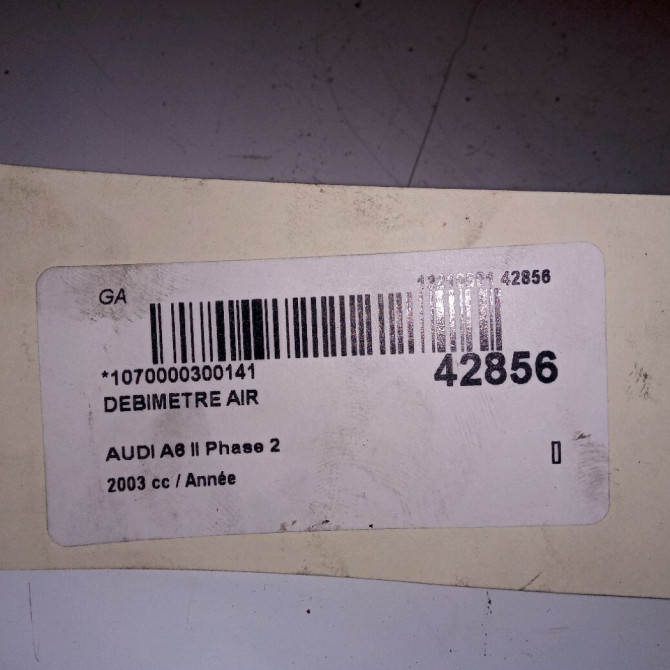 GA
42856
*1070000300141
42856
DEBIMETRE AIR
AUDI A6 II Phase 2
2003 cc / Année